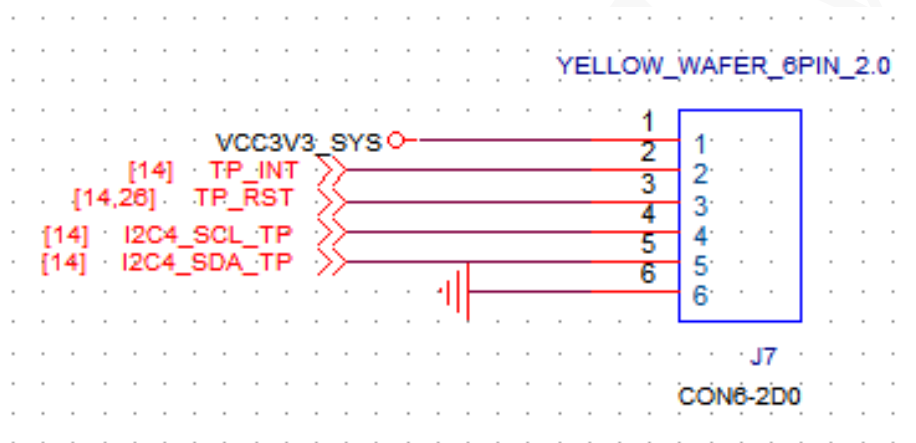 YELLOW_WAFER_6PIN_2.0
VCC3V3_SYS 1 1
[14] TP_INT 2 2
[14,26] TP_RST 3 3
[14] I2C4_SCL_TP 4 4
[14] I2C4_SDA_TP 5 5
6 6
J7
CON6-2D0